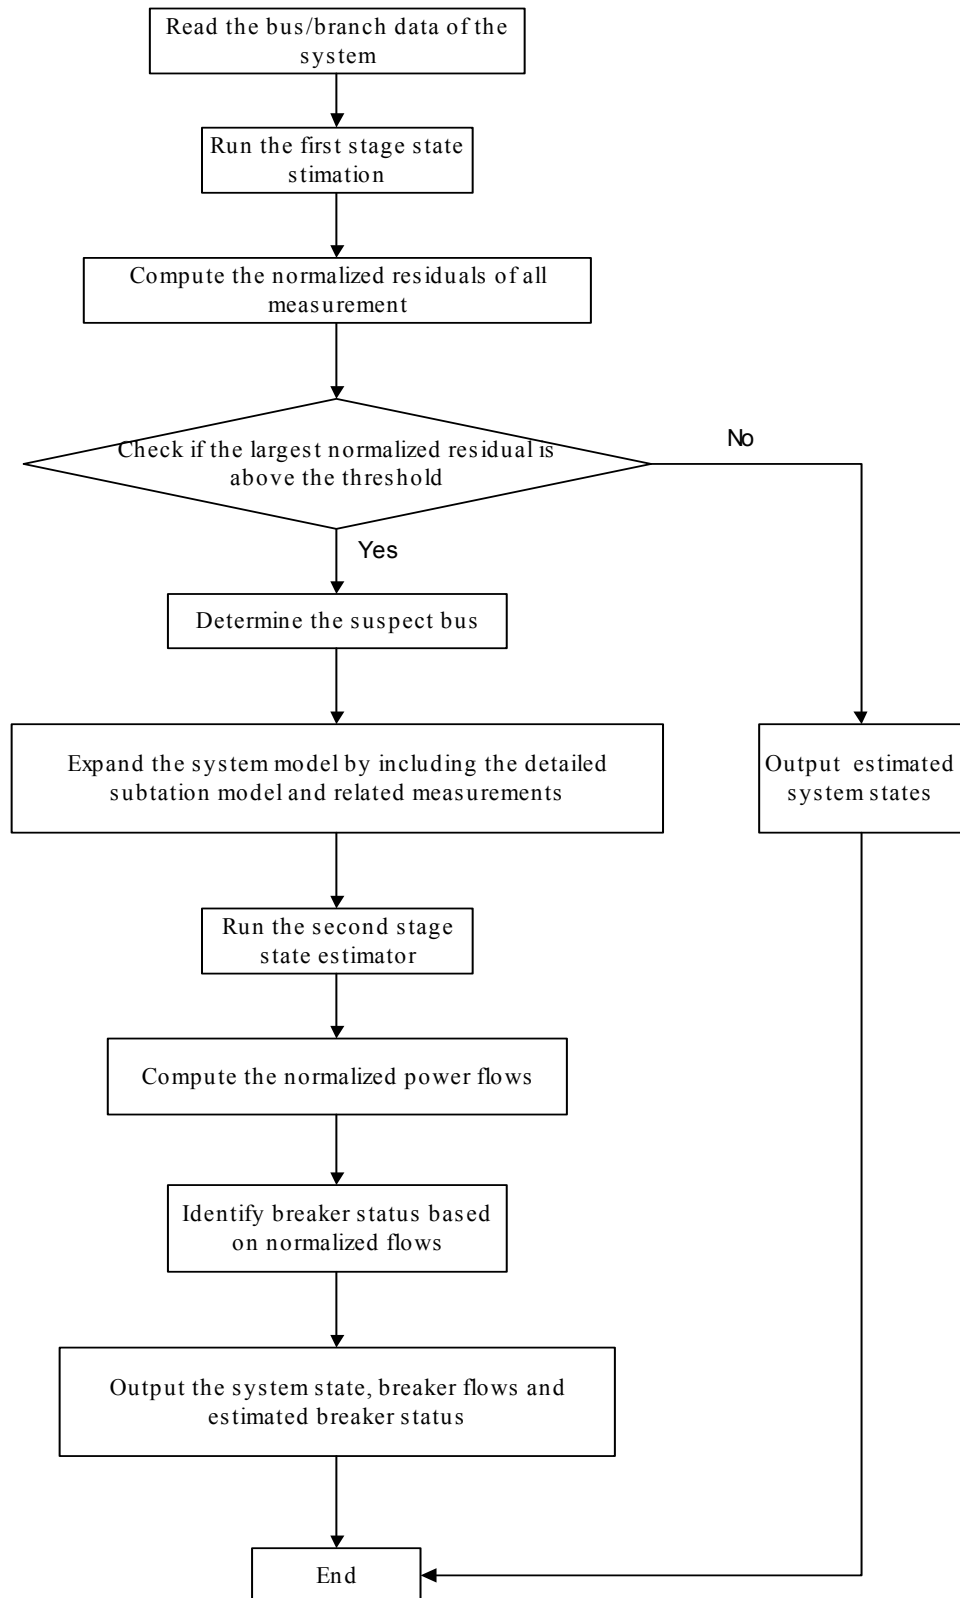 Read the bus/branch data of the
system
Run the first stage state
stimation
Compute the normalized residuals of all
measurement
Check if the largest normalized residual is
above the threshold
No
Yes
Determine the suspect bus
Expand the system model by including the detailed
subtation model and related measurements
Output estimated
system states
Run the second stage
state estimator
Compute the normalized power flows
Identify breaker status based
on normalized flows
Output the system state, breaker flows and
estimated breaker status
End